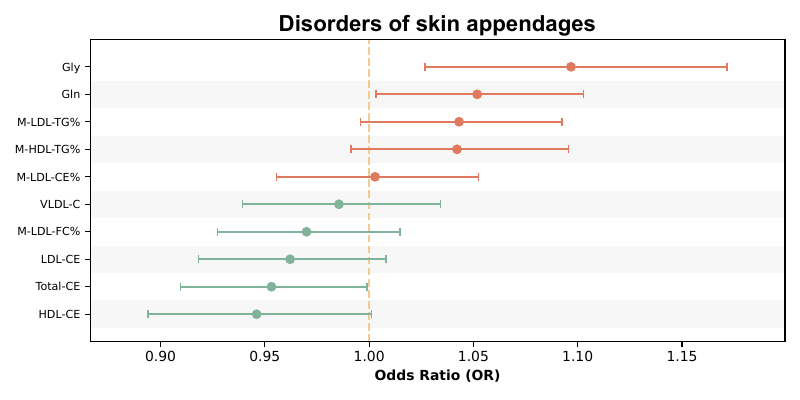 Disorders of skin appendages
Gly
Gln
M-LDL-TG%
M-HDL-TG%
M-LDL-CE%
VLDL-C
M-LDL-FC%
LDL-CE
Total-CE
HDL-CE
0.90 0.95 1.00 1.05 1.10 1.15
Odds Ratio (OR)